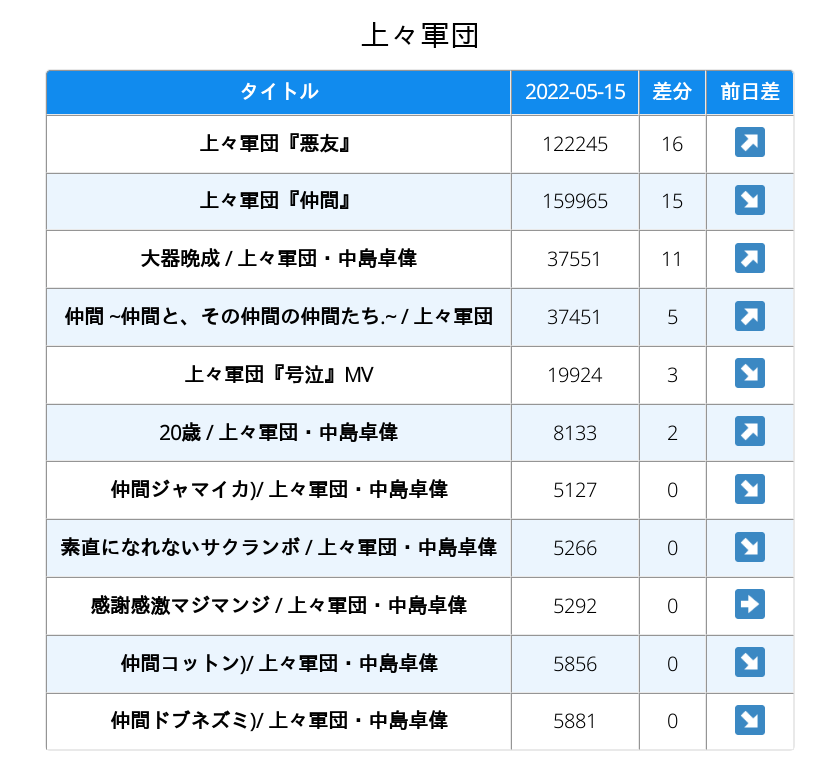 上々軍団
タイトル 2022-05-15 差分 前日差
上々軍団『悪友』 122245 16 ↗
上々軍団『仲間』 159965 15 ↘
大器晩成 / 上々軍団・中島卓偉 37551 11 ↗
仲間 ~仲間と、その仲間の仲間たち.~ / 上々軍団 37451 5 ↗
上々軍団『号泣』MV 19924 3 ↘
20歳 / 上々軍団・中島卓偉 8133 2 ↗
仲間ジャマイカ)/ 上々軍団・中島卓偉 5127 0 ↘
素直になれないサクランボ / 上々軍団・中島卓偉 5266 0 ↘
感謝感激マジマンジ / 上々軍団・中島卓偉 5292 0 ➡
仲間コットン)/ 上々軍団・中島卓偉 5856 0 ↘
仲間ドブネズミ)/ 上々軍団・中島卓偉 5881 0 ↘